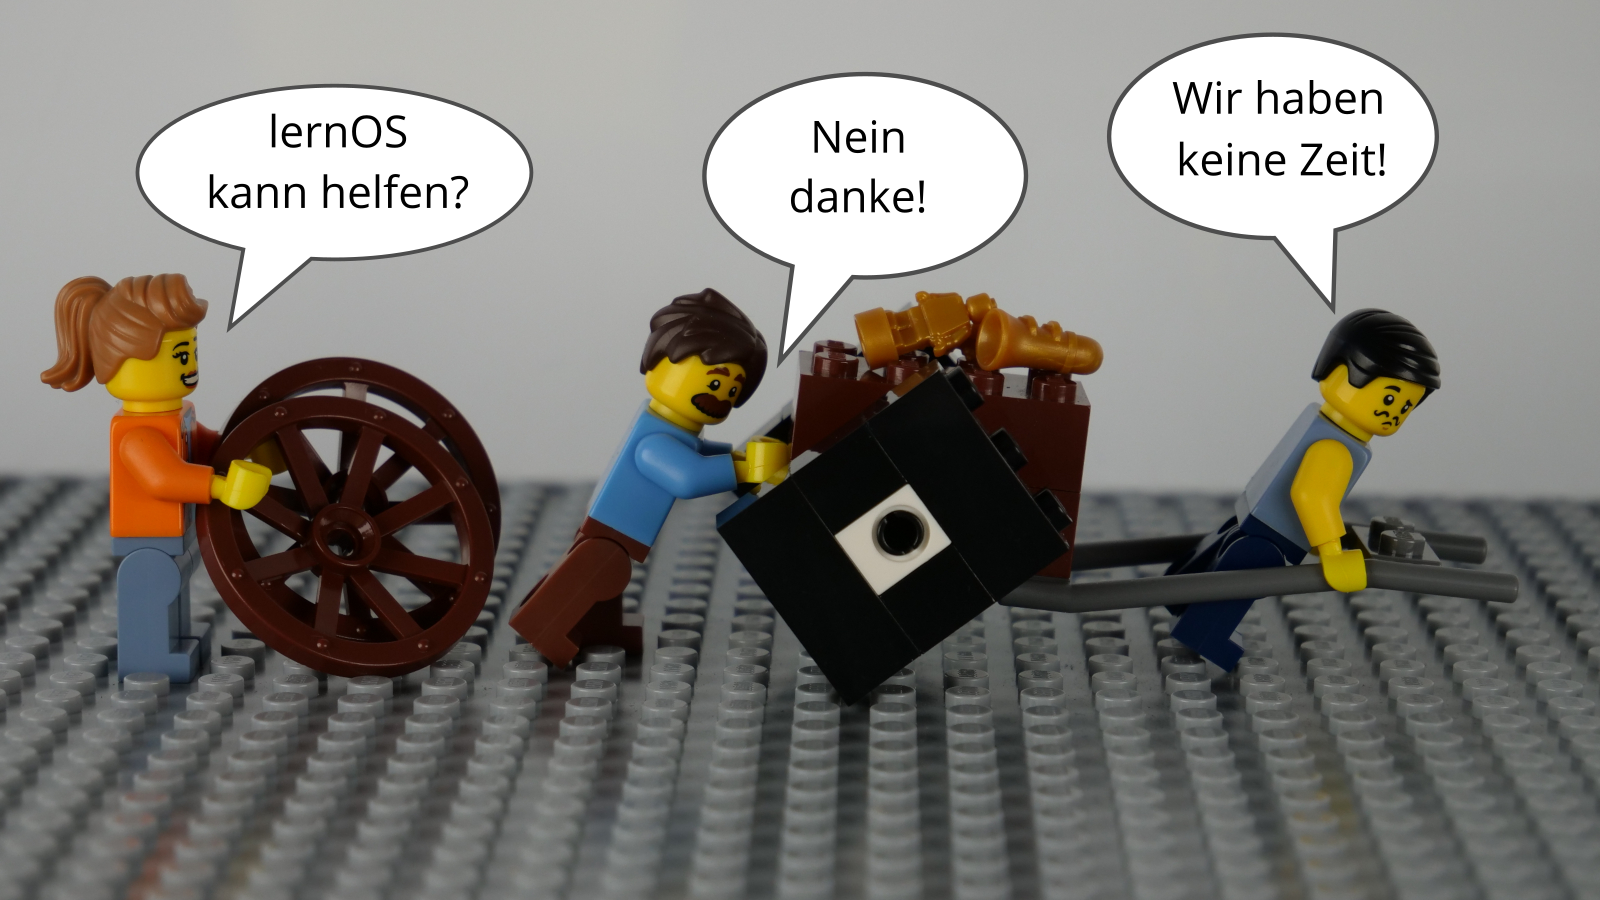 lernOS
kann helfen?
Nein
danke!
Wir haben
keine Zeit!